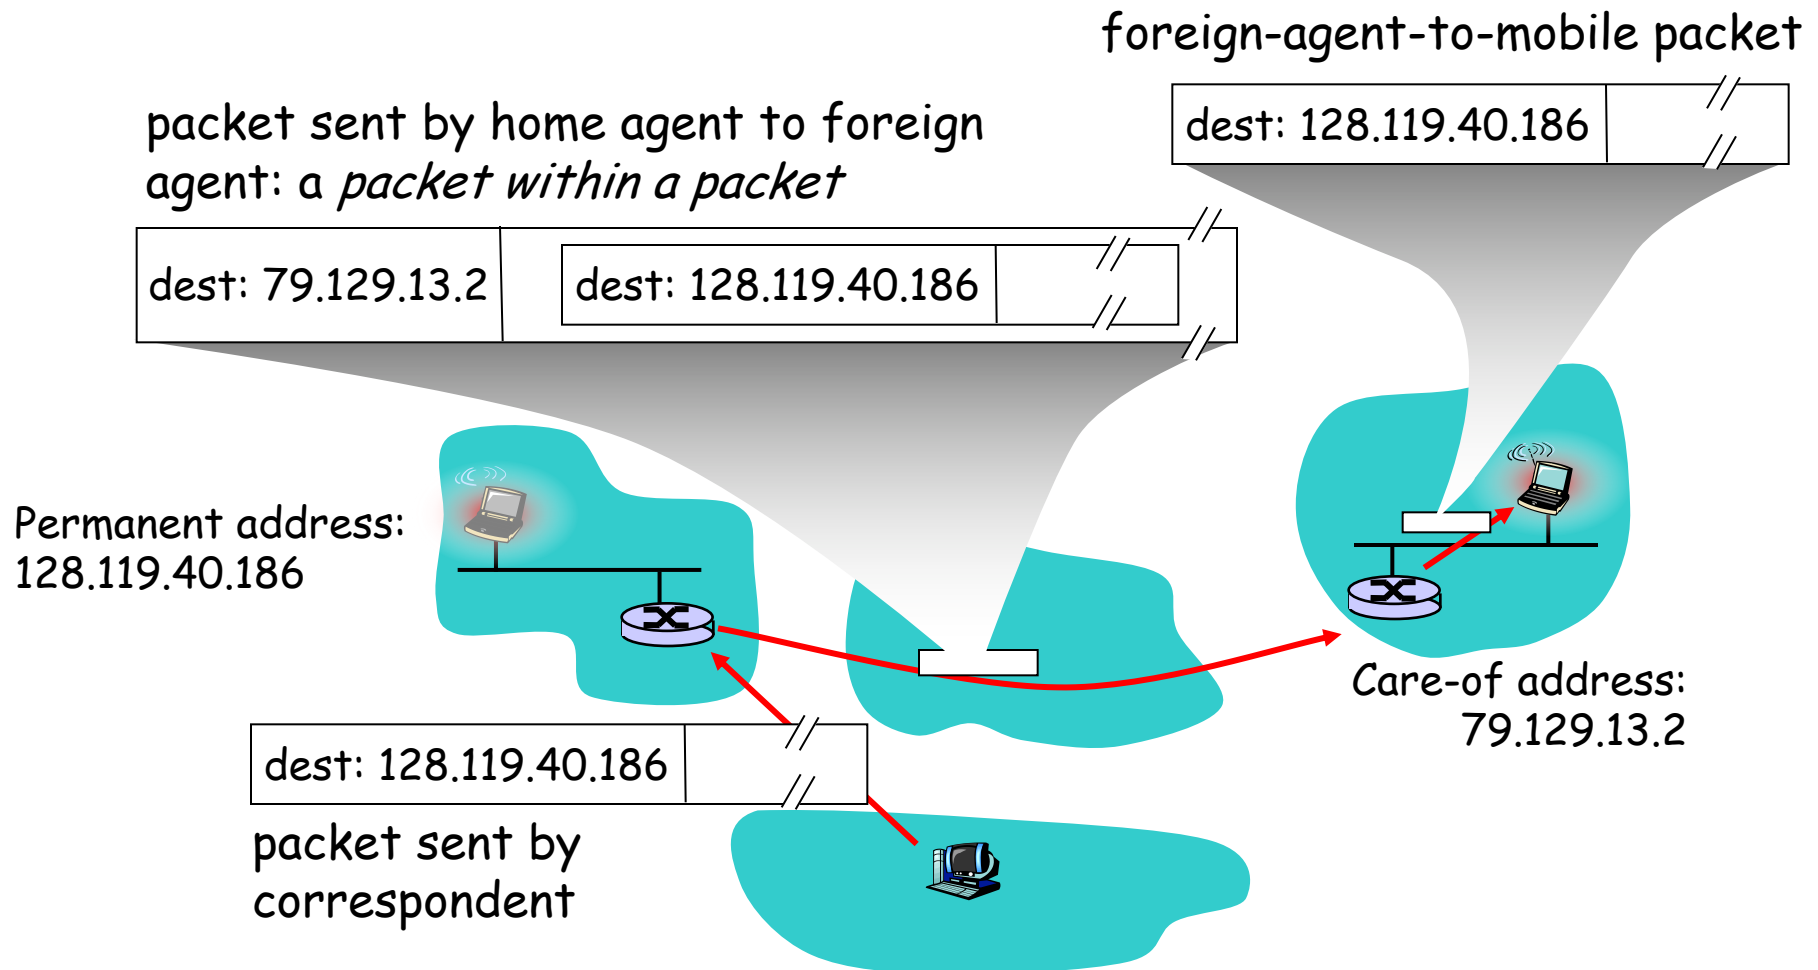 foreign-agent-to-mobile packet
dest: 128.119.40.186
packet sent by home agent to foreign
agent: a packet within a packet
dest: 79.129.13.2
dest: 128.119.40.186
Permanent address:
128.119.40.186
Care-of address:
79.129.13.2
dest: 128.119.40.186
packet sent by
correspondent